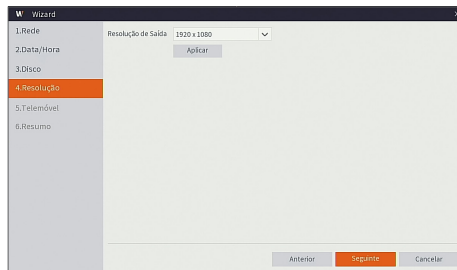 W Wizard
1.Rede
2.Data/Hora
3.Disco
4.Resolução
5.Telemóvel
6.Resumo
Resolução de Saída 1920 x 1080
Aplicar
Anterior Seguinte Cancelar